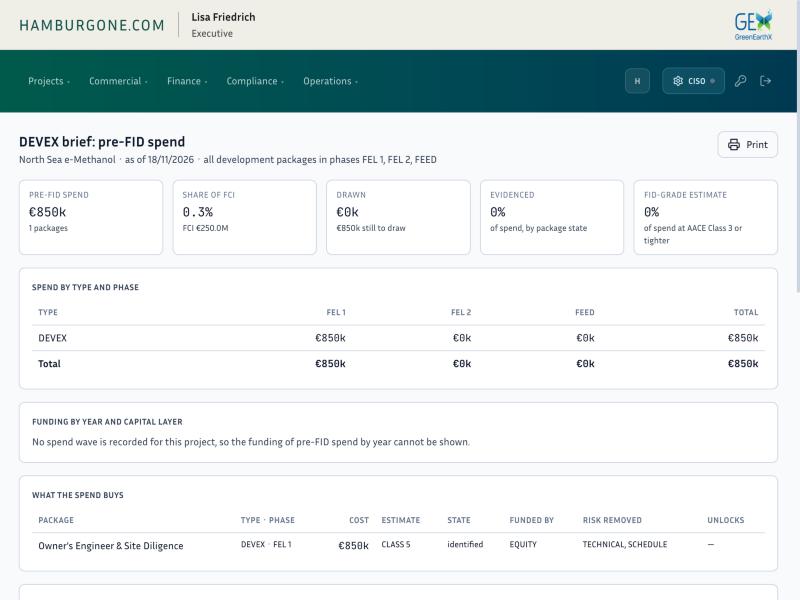 HAMBURGONE.COM
Lisa Friedrich
Executive
GEX
GreenEarthX
Projects
Commercial
Finance
Compliance
Operations
H
CISO
DEVEX brief: pre-FID spend
North Sea e-Methanol · as of 18/11/2026 · all development packages in phases FEL 1, FEL 2, FEED
Print
PRE-FID SPEND
€850k
1 packages
SHARE OF FCI
0.3%
FCI €250.0M
DRAWN
€0k
€850k still to draw
EVIDENCED
0%
of spend, by package state
FID-GRADE ESTIMATE
0%
of spend at AACE Class 3 or
tighter
SPEND BY TYPE AND PHASE
TYPE FEL 1 FEL 2 FEED TOTAL
DEVEX €850k €0k €0k €850k
Total €850k €0k €0k €850k
FUNDING BY YEAR AND CAPITAL LAYER
No spend wave is recorded for this project, so the funding of pre-FID spend by year cannot be shown.
WHAT THE SPEND BUYS
PACKAGE TYPE · PHASE COST ESTIMATE STATE FUNDED BY RISK REMOVED UNLOCKS
Owner's Engineer & Site Diligence DEVEX · FEL 1 €850k CLASS 5 identified EQUITY TECHNICAL, SCHEDULE —